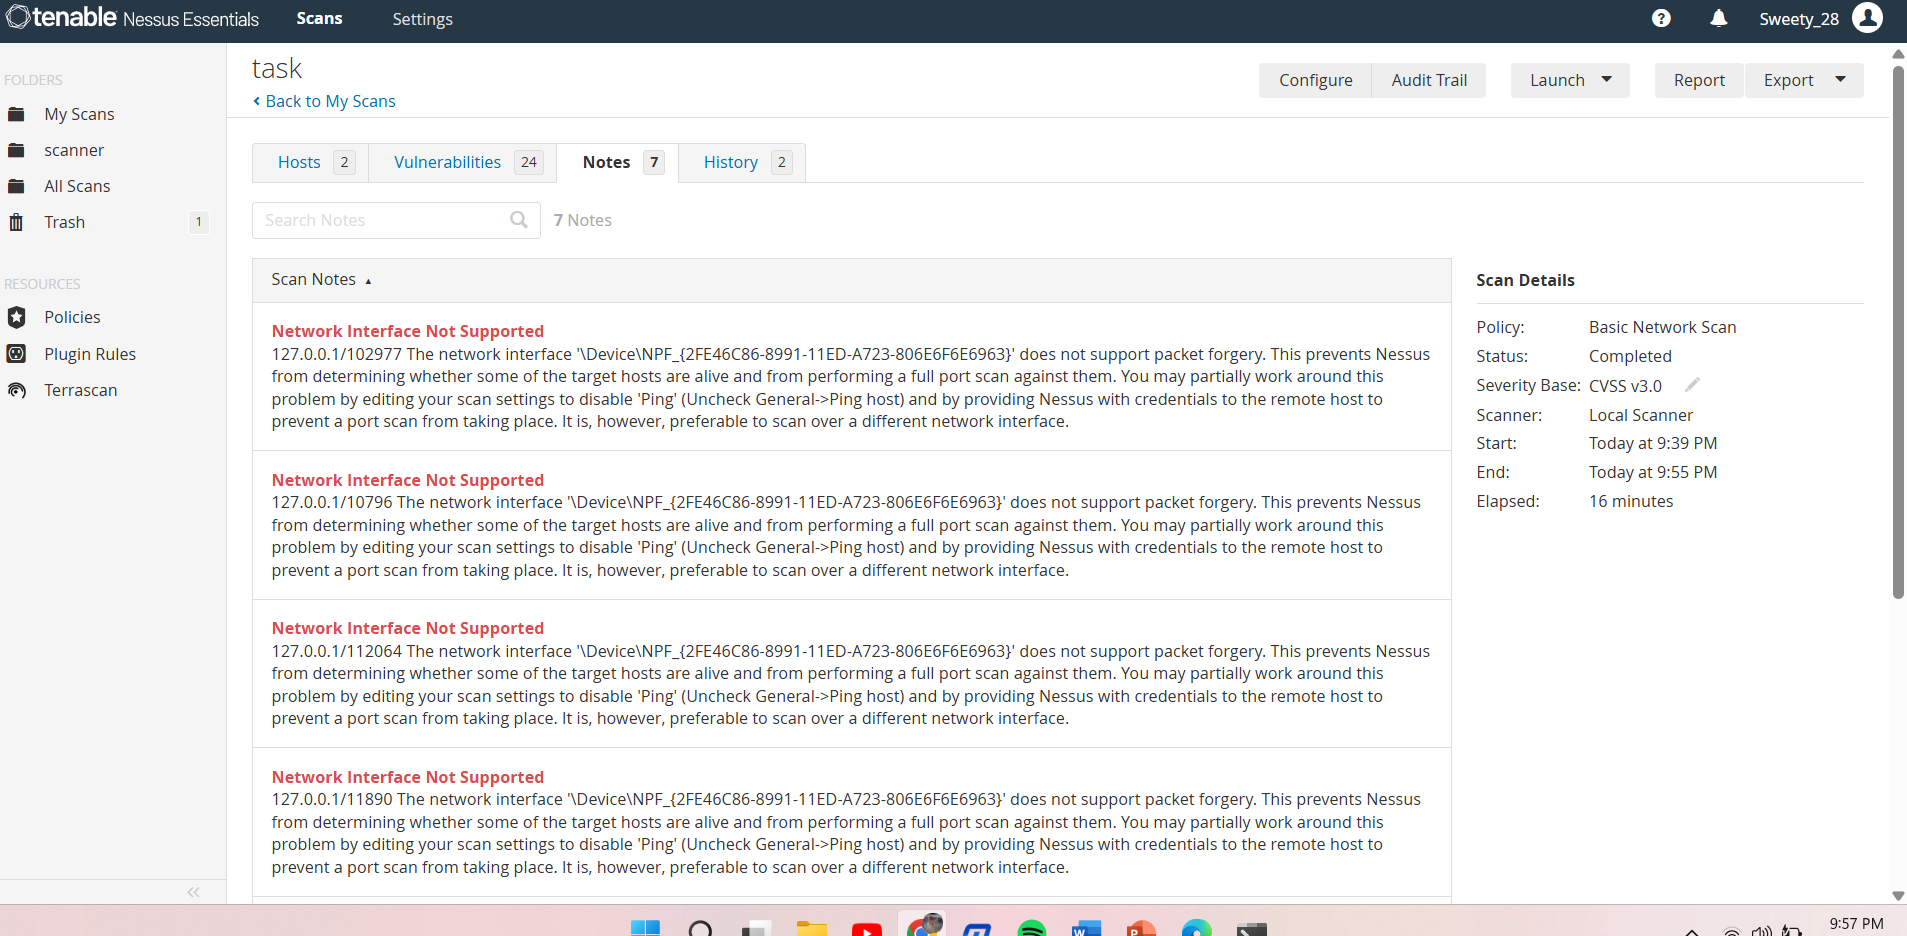 tenable Nessus Essentials Scans Settings Sweety_28
FOLDERS
My Scans
scanner
All Scans
Trash 1
RESOURCES
Policies
Plugin Rules
Terrascan
task
Back to My Scans
Configure Audit Trail Launch Report Export
Hosts 2 Vulnerabilities 24 Notes 7 History 2
Search Notes 7 Notes
Scan Notes
Network Interface Not Supported
127.0.0.1/102977 The network interface '\Device\NPF_{2FE46C86-8991-11ED-A723-806E6F6E6963}' does not support packet forgery. This prevents Nessus
from determining whether some of the target hosts are alive and from performing a full port scan against them. You may partially work around this
problem by editing your scan settings to disable 'Ping' (Uncheck General->Ping host) and by providing Nessus with credentials to the remote host to
prevent a port scan from taking place. It is, however, preferable to scan over a different network interface.
Network Interface Not Supported
127.0.0.1/10796 The network interface '\Device\NPF_{2FE46C86-8991-11ED-A723-806E6F6E6963}' does not support packet forgery. This prevents Nessus
from determining whether some of the target hosts are alive and from performing a full port scan against them. You may partially work around this
problem by editing your scan settings to disable 'Ping' (Uncheck General->Ping host) and by providing Nessus with credentials to the remote host to
prevent a port scan from taking place. It is, however, preferable to scan over a different network interface.
Network Interface Not Supported
127.0.0.1/112064 The network interface '\Device\NPF_{2FE46C86-8991-11ED-A723-806E6F6E6963}' does not support packet forgery. This prevents Nessus
from determining whether some of the target hosts are alive and from performing a full port scan against them. You may partially work around this
problem by editing your scan settings to disable 'Ping' (Uncheck General->Ping host) and by providing Nessus with credentials to the remote host to
prevent a port scan from taking place. It is, however, preferable to scan over a different network interface.
Network Interface Not Supported
127.0.0.1/11890 The network interface '\Device\NPF_{2FE46C86-8991-11ED-A723-806E6F6E6963}' does not support packet forgery. This prevents Nessus
from determining whether some of the target hosts are alive and from performing a full port scan against them. You may partially work around this
problem by editing your scan settings to disable 'Ping' (Uncheck General->Ping host) and by providing Nessus with credentials to the remote host to
prevent a port scan from taking place. It is, however, preferable to scan over a different network interface.
Scan Details
Policy: Basic Network Scan
Status: Completed
Severity Base: CVSS v3.0
Scanner: Local Scanner
Start: Today at 9:39 PM
End: Today at 9:55 PM
Elapsed: 16 minutes
9:57 PM